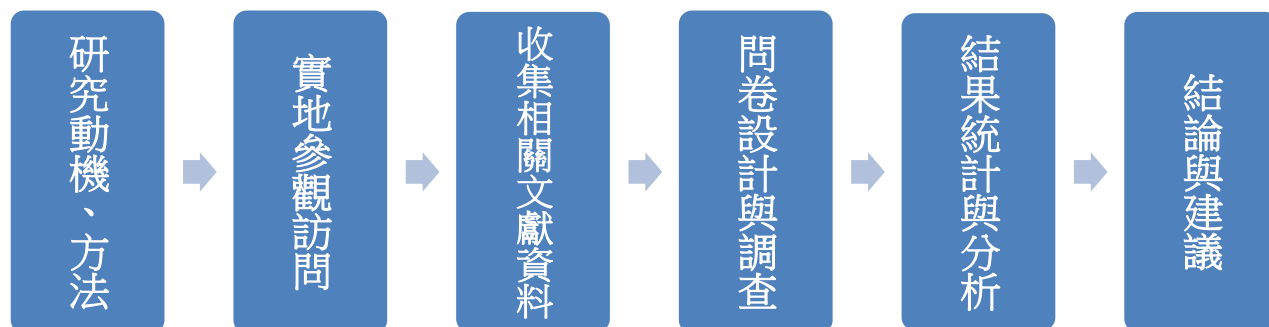 研究動機、方法
實地參觀訪問
收集相關文獻資料
問卷設計與調查
結果統計與分析
結論與建議